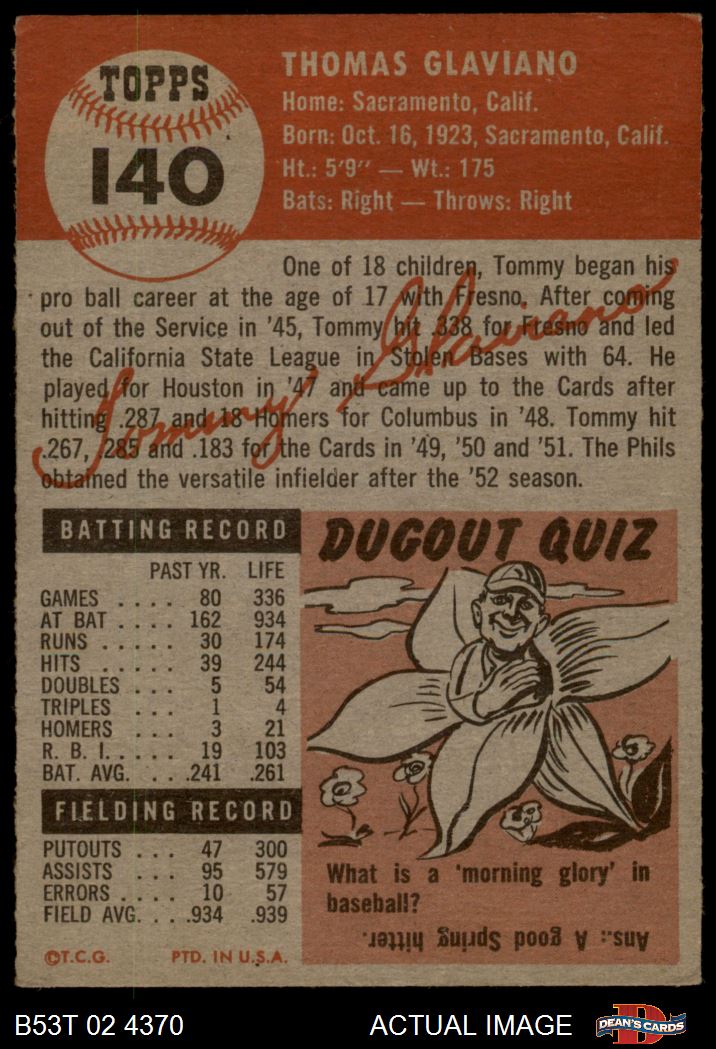 TOPPS
140
THOMAS GLAVIANO
Home: Sacramento, Calif.
Born: Oct. 16, 1923, Sacramento, Calif.
Ht.: 5'9" — Wt.: 175
Bats: Right — Throws: Right
One of 18 children, Tommy began his
pro ball career at the age of 17 with Fresno. After coming
out of the Service in '45, Tommy hit .338 for Fresno and led
the California State League in Stolen Bases with 64. He
played for Houston in '47 and came up to the Cards after
hitting .287 and 18 Homers for Columbus in '48. Tommy hit
.267, .285 and .183 for the Cards in '49, '50 and '51. The Phils
obtained the versatile infielder after the '52 season.
Tommy Glaviano
BATTING RECORD
PAST YR. LIFE
GAMES . . . . 80 336
AT BAT . . . . 162 934
RUNS . . . . . 30 174
HITS . . . . 39 244
DOUBLES . . . 5 54
TRIPLES . . . 1 4
HOMERS . . . 3 21
R. B. I. . . . . 19 103
BAT. AVG. . . . .241 .261
FIELDING RECORD
PUTOUTS . . . 47 300
ASSISTS . . . 95 579
ERRORS . . . . 10 57
FIELD AVG. . . .934 .939
©T.C.G. PTD. IN U.S.A.
DUGOUT QUIZ
What is a 'morning glory' in
baseball?
Ans.: A good Spring hitter.
B53T 02 4370
ACTUAL IMAGE
D
DEAN'S CARDS